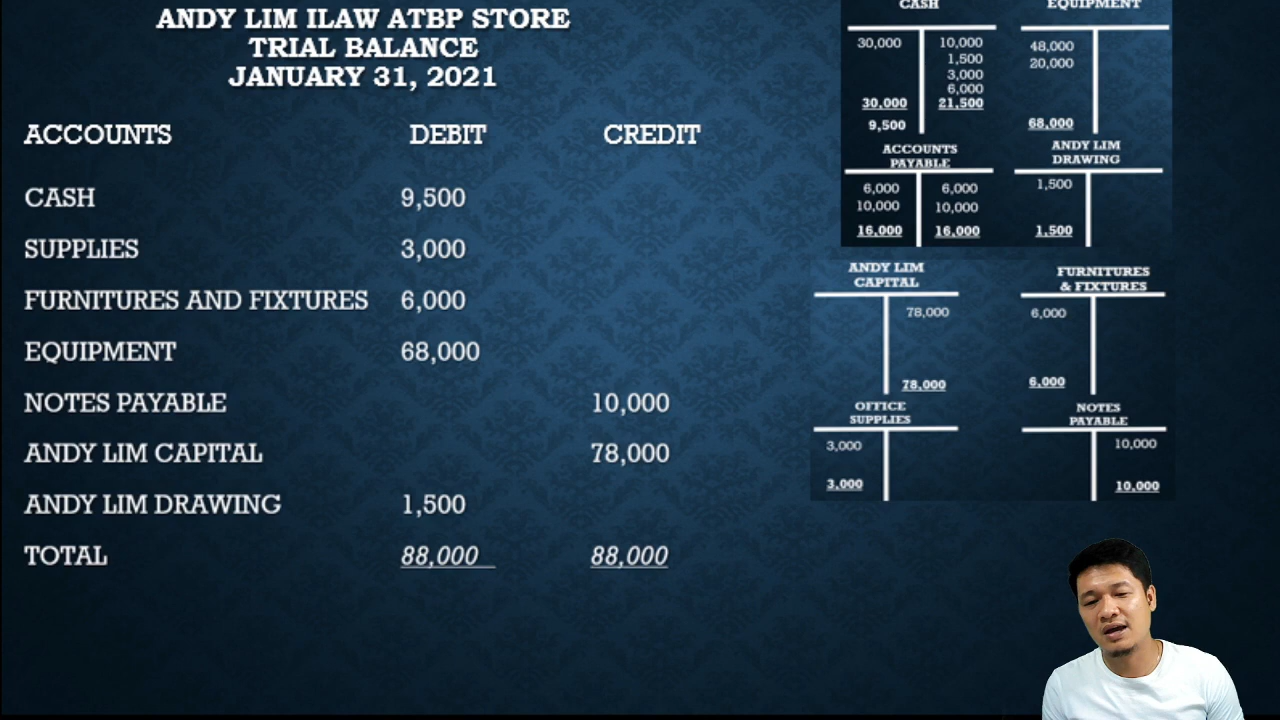 ANDY LIM ILAW ATBP STORE
TRIAL BALANCE
JANUARY 31, 2021
ACCOUNTS DEBIT CREDIT
CASH 9,500
SUPPLIES 3,000
FURNITURES AND FIXTURES 6,000
EQUIPMENT 68,000
NOTES PAYABLE 10,000
ANDY LIM CAPITAL 78,000
ANDY LIM DRAWING 1,500
TOTAL 88,000 88,000
CASH
30,000 10,000
1,500
3,000
6,000
30,000 21,500
9,500
EQUIPMENT
48,000
20,000
68,000
ACCOUNTS
PAYABLE
6,000 6,000
10,000 10,000
16,000 16,000
ANDY LIM
DRAWING
1,500
1,500
ANDY LIM
CAPITAL
78,000
78,000
FURNITURES
& FIXTURES
6,000
6,000
OFFICE
SUPPLIES
3,000
3,000
NOTES
PAYABLE
10,000
10,000